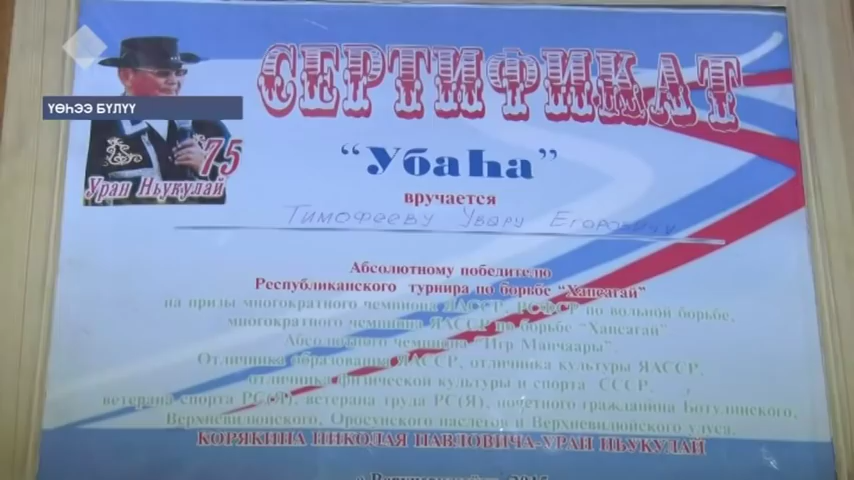 СЕРТИФИКАТ
ҮӨҺЭЭ БҮЛҮҮ
75
Уран Ньукулай
“Убаһа”
вручается
Тимофееву Увару Егоровичу
Абсолютному победителю
Республиканского турнира по борьбе “Хапсагай”
на призы многократного чемпиона ЯАССР, РСФСР по вольной борьбе,
многократного чемпиона ЯАССР по борьбе “Хапсагай”
Абсолютного чемпиона “Игр Манчаары”.
Отличника образования ЯАССР, отличника культуры ЯАССР,
отличника физической культуры и спорта СССР,
ветерана спорта РС(Я), ветерана труда РС(Я), почетного гражданина Ботулинского,
Верхневилюйского, Оросунского наслегов и Верхневилюйского улуса.
КОРЯКИНА НИКОЛАЯ ПАВЛОВИЧА-УРАН НЬУКУЛАЙ